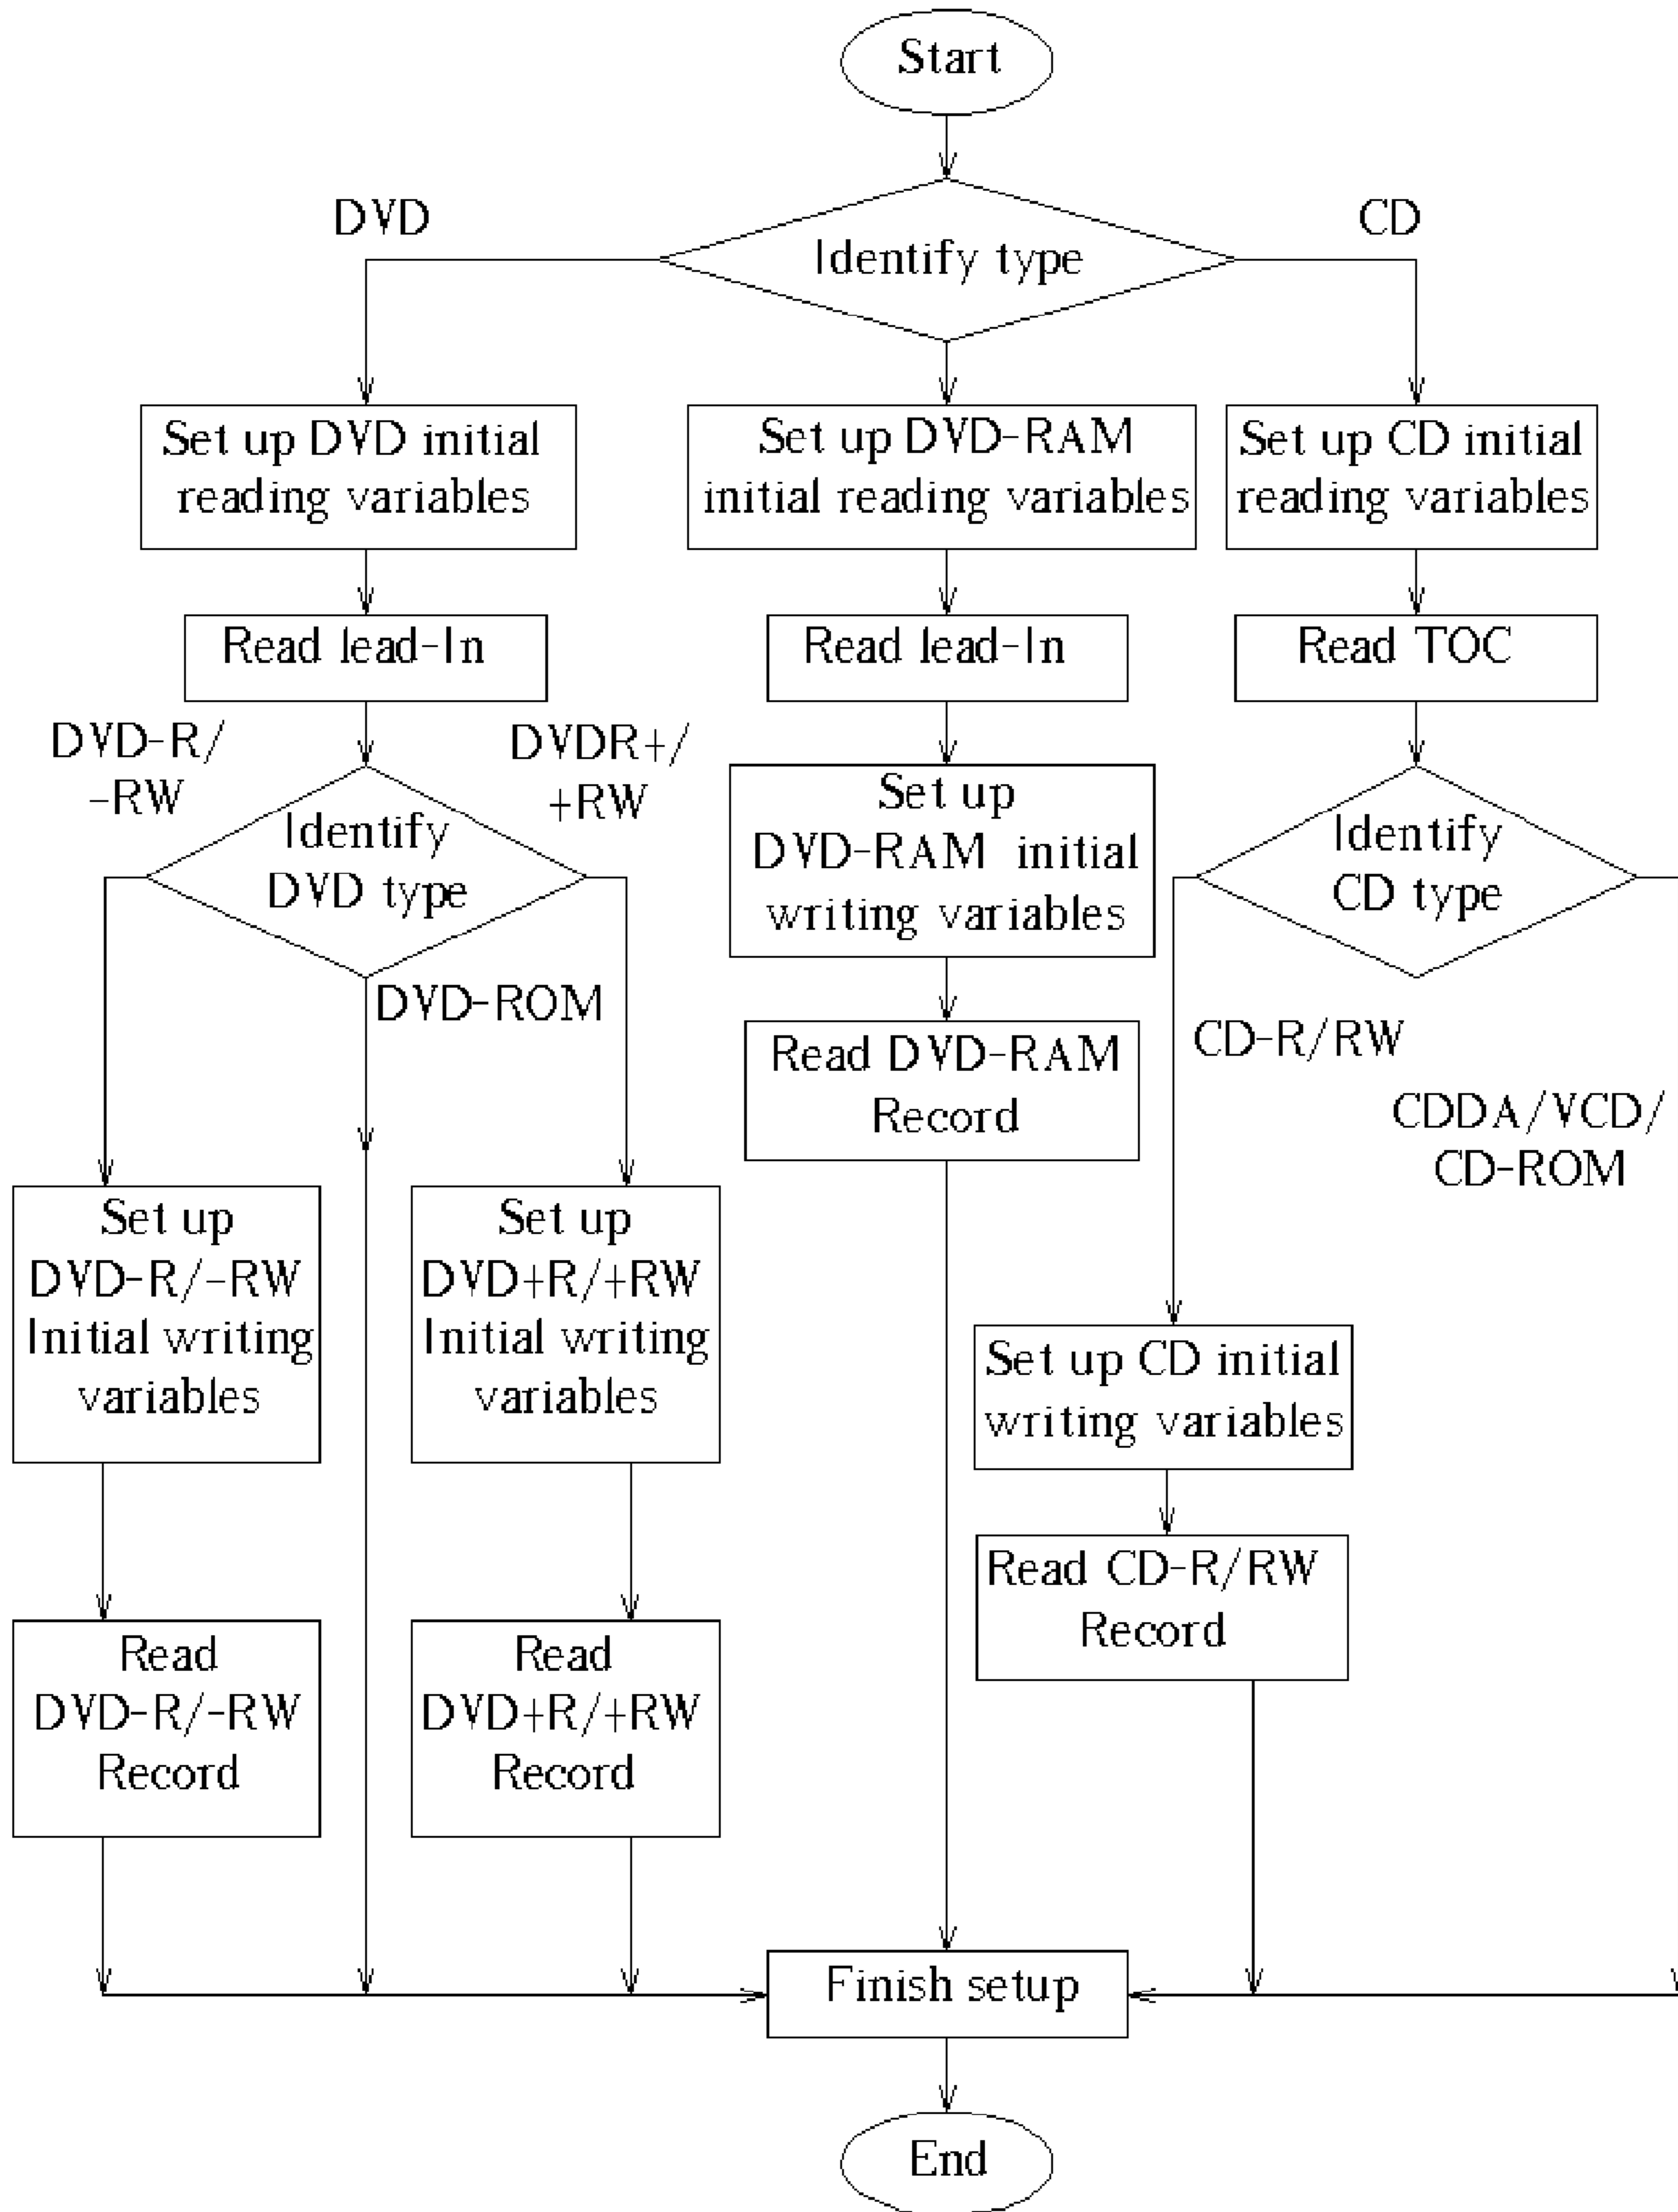 Start
DVD
CD
Identify type
Set up DVD initial
reading variables
Set up DVD-RAM
initial reading variables
Set up CD initial
reading variables
Read lead-In
Read lead-In
Read TOC
DVD-R/
-RW
DVDR+/
+RW
Identify
DVD type
Set up
DVD-RAM initial
writing variables
Identify
CD type
DVD-ROM
CD-R/RW
Read DVD-RAM
Record
CDDA/VCD/
CD-ROM
Set up
DVD-R/-RW
Initial writing
variables
Set up
DVD+R/+RW
Initial writing
variables
Set up CD initial
writing variables
Read CD-R/RW
Record
Read
DVD-R/-RW
Record
Read
DVD+R/+RW
Record
Finish setup
End